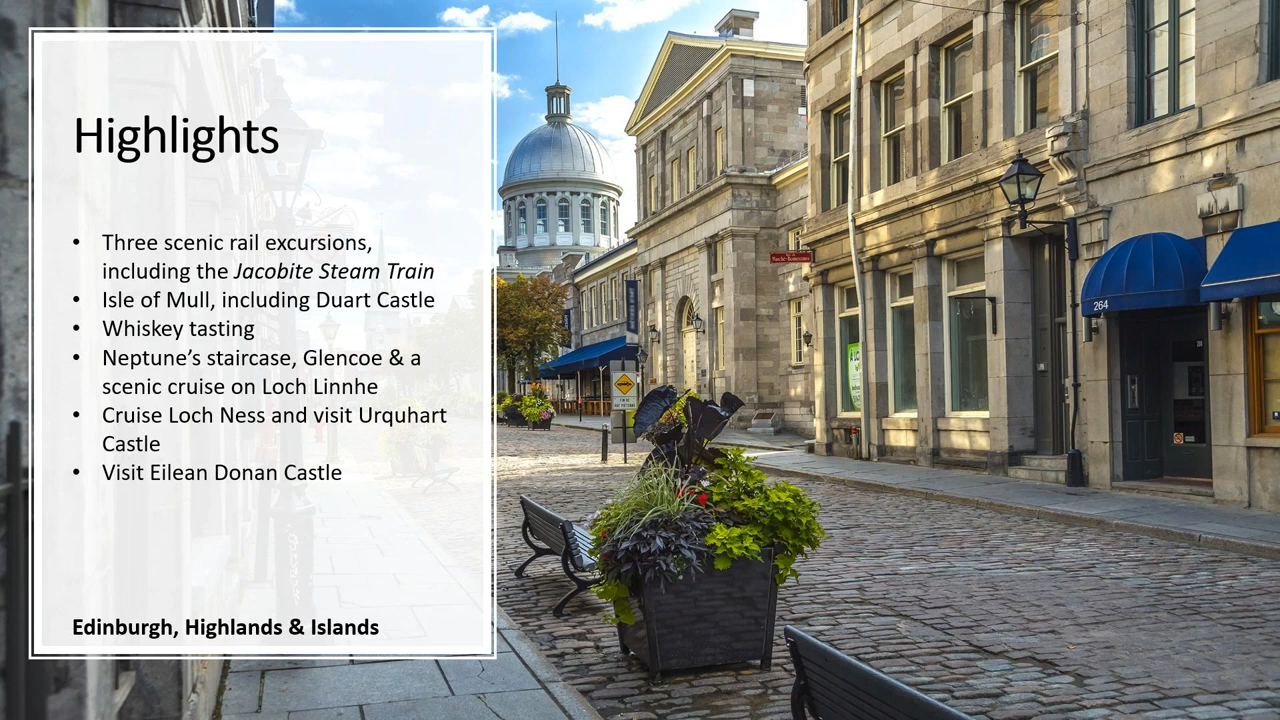 Highlights
• Three scenic rail excursions,
including the Jacobite Steam Train
• Isle of Mull, including Duart Castle
• Whiskey tasting
• Neptune’s staircase, Glencoe & a
scenic cruise on Loch Linnhe
• Cruise Loch Ness and visit Urquhart
Castle
• Visit Eilean Donan Castle
Edinburgh, Highlands & Islands
264